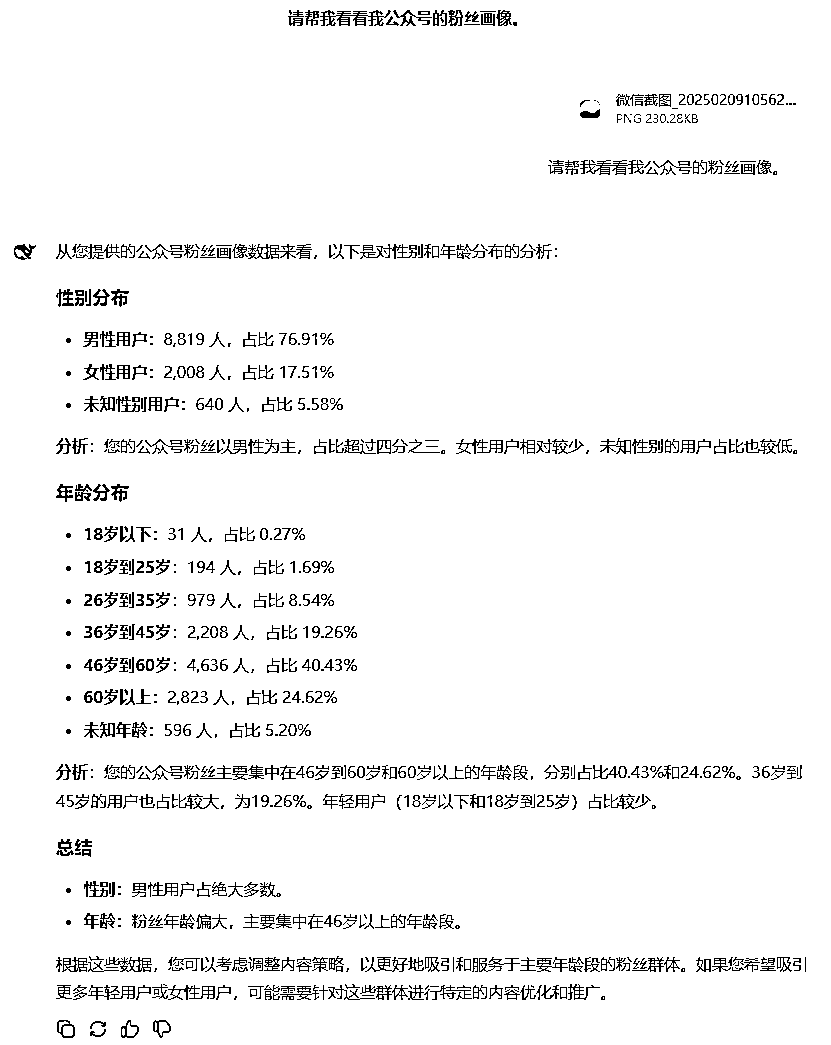 请帮我看看我公众号的粉丝画像。
微信截图_2025020910562...
PNG 230.28KB
请帮我看看我公众号的粉丝画像。
从您提供的公众号粉丝画像数据来看，以下是对性别和年龄分布的分析：
性别分布
• 男性用户：8,819 人，占比 76.91%
• 女性用户：2,008 人，占比 17.51%
• 未知性别用户：640 人，占比 5.58%
分析：您的公众号粉丝以男性为主，占比超过四分之三。女性用户相对较少，未知性别的用户占比也较低。
年龄分布
• 18岁以下：31 人，占比 0.27%
• 18岁到25岁：194 人，占比 1.69%
• 26岁到35岁：979 人，占比 8.54%
• 36岁到45岁：2,208 人，占比 19.26%
• 46岁到60岁：4,636 人，占比 40.43%
• 60岁以上：2,823 人，占比 24.62%
• 未知年龄：596 人，占比 5.20%
分析：您的公众号粉丝主要集中在46岁到60岁和60岁以上的年龄段，分别占比40.43%和24.62%。36岁到
45岁的用户也占比较大，为19.26%。年轻用户（18岁以下和18岁到25岁）占比较少。
总结
• 性别：男性用户占绝大多数。
• 年龄：粉丝年龄偏大，主要集中在46岁以上的年龄段。
根据这些数据，您可以考虑调整内容策略，以更好地吸引和服务于主要年龄段的粉丝群体。如果您希望吸引
更多年轻用户或女性用户，可能需要针对这些群体进行特定的内容优化和推广。